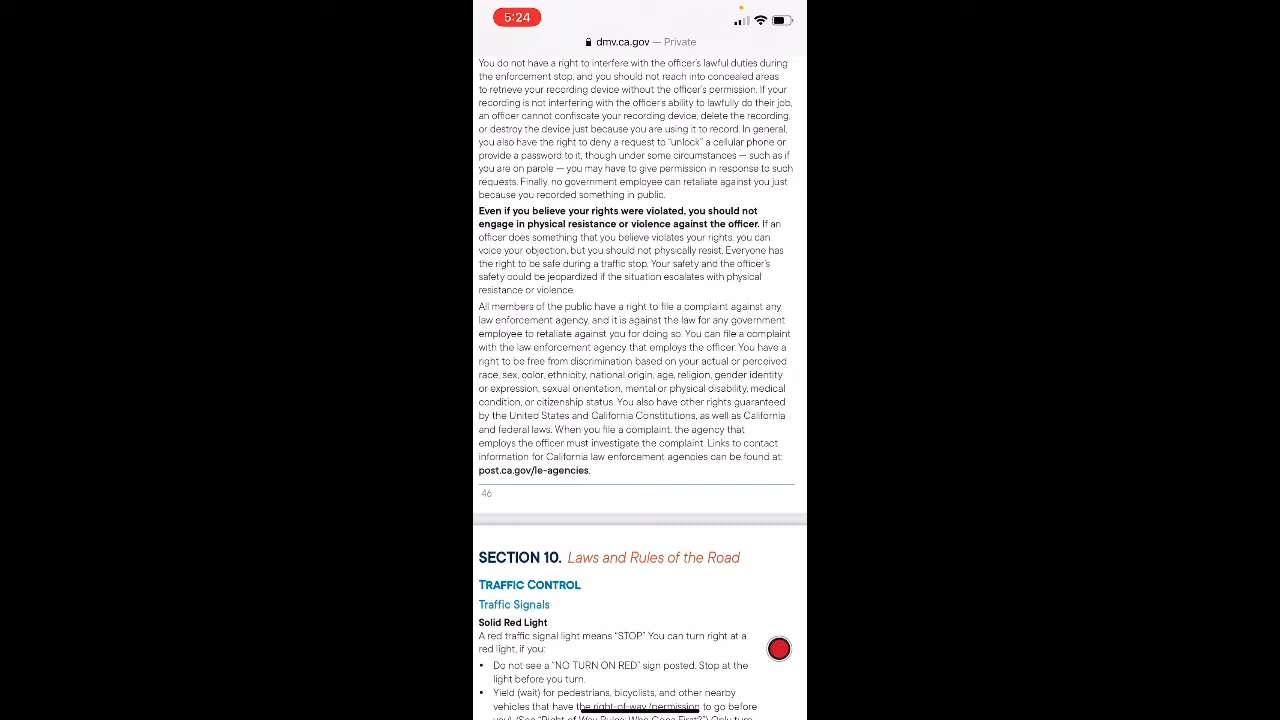 5:24
dmv.ca.gov — Private
You do not have a right to interfere with the officer's lawful duties during
the enforcement stop, and you should not reach into concealed areas
to retrieve your recording device without the officer's permission. If your
recording is not interfering with the officer's ability to lawfully do their job,
an officer cannot confiscate your recording device, delete the recording,
or destroy the device just because you are using it to record. In general,
you also have the right to deny a request to "unlock" a cellular phone or
provide a password to it, though under some circumstances — such as if
you are on parole — you may have to give permission in response to such
requests. Finally, no government employee can retaliate against you just
because you recorded something in public.
Even if you believe your rights were violated, you should not
engage in physical resistance or violence against the officer. If an
officer does something that you believe violates your rights, you can
voice your objection, but you should not physically resist. Everyone has
the right to be safe during a traffic stop. Your safety and the officer's
safety could be jeopardized if the situation escalates with physical
resistance or violence.
All members of the public have a right to file a complaint against any
law enforcement agency, and it is against the law for any government
employee to retaliate against you for doing so. You can file a complaint
with the law enforcement agency that employs the officer. You have a
right to be free from discrimination based on your actual or perceived
race, sex, color, ethnicity, national origin, age, religion, gender identity
or expression, sexual orientation, mental or physical disability, medical
condition, or citizenship status. You also have other rights guaranteed
by the United States and California Constitutions, as well as California
and federal laws. When you file a complaint, the agency that
employs the officer must investigate the complaint. Links to contact
information for California law enforcement agencies can be found at:
post.ca.gov/le-agencies.
46
SECTION 10. Laws and Rules of the Road
TRAFFIC CONTROL
Traffic Signals
Solid Red Light
A red traffic signal light means "STOP." You can turn right at a
red light, if you:
• Do not see a "NO TURN ON RED" sign posted. Stop at the
light before you turn.
• Yield (wait) for pedestrians, bicyclists, and other nearby
vehicles that have the right-of-way (permission to go before
you). (See "Right of Way Rules: Who Goes First?") Only turn